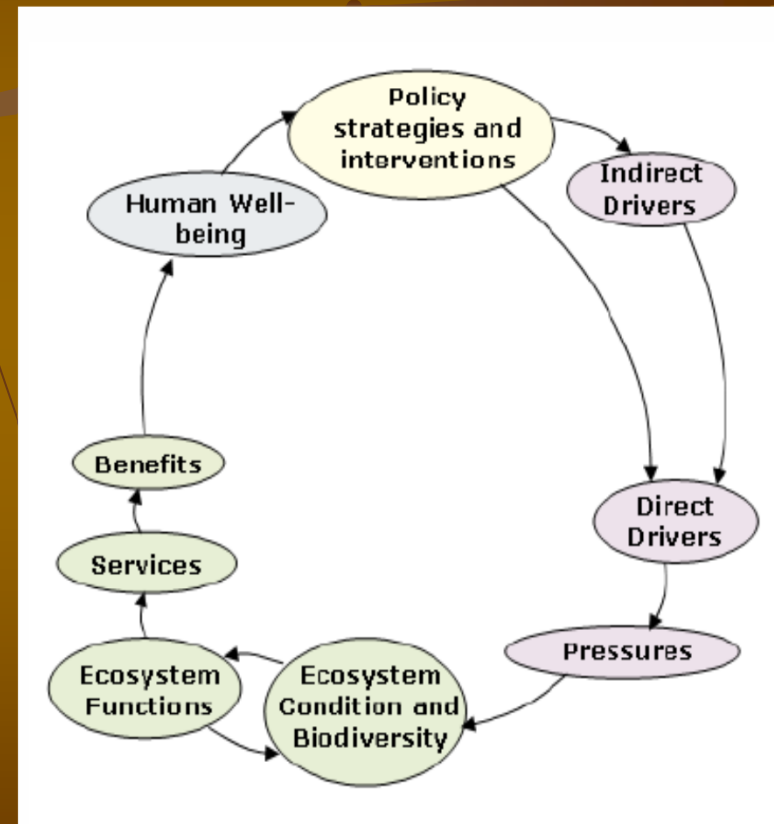 Policy
strategies and
interventions
Indirect
Drivers
Human Well-
being
Benefits
Direct
Drivers
Services
Pressures
Ecosystem
Functions
Ecosystem
Condition and
Biodiversity